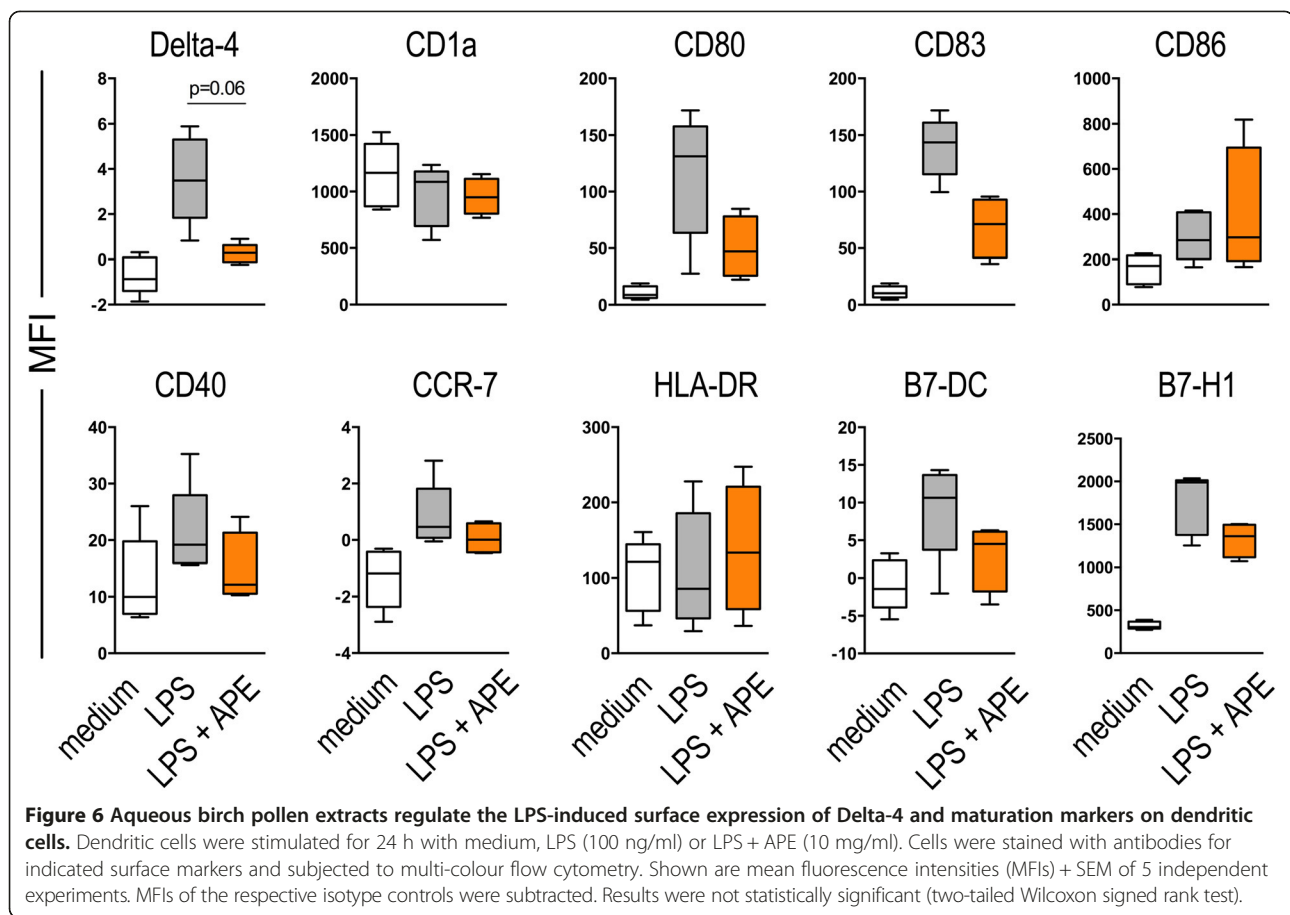 Delta-4 CD1a CD80 CD83 CD86
p=0.06
8 2000 200 200 1000
6 1500 150 150 800
4 1000 100 100 600
2 500 50 50 400
0 0 0 0 200
-2 0
MFI
CD40 CCR-7 HLA-DR B7-DC B7-H1
40 4 300 20 2500
30 2 200 15 2000
20 0 100 10 1500
10 -2 0 5 1000
0 -4 0 500
-5 0
-10
medium LPS LPS + APE medium LPS LPS + APE medium LPS LPS + APE medium LPS LPS + APE medium LPS LPS + APE
Figure 6 Aqueous birch pollen extracts regulate the LPS-induced surface expression of Delta-4 and maturation markers on dendritic
cells. Dendritic cells were stimulated for 24 h with medium, LPS (100 ng/ml) or LPS + APE (10 mg/ml). Cells were stained with antibodies for
indicated surface markers and subjected to multi-colour flow cytometry. Shown are mean fluorescence intensities (MFIs) + SEM of 5 independent
experiments. MFIs of the respective isotype controls were subtracted. Results were not statistically significant (two-tailed Wilcoxon signed rank test).